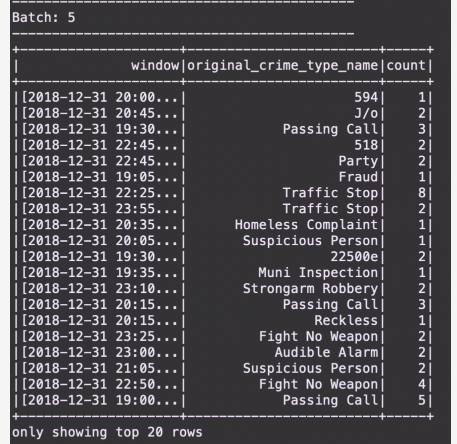 -------------------------------------------
Batch: 5
-------------------------------------------
+--------------------+------------------------+-----+
|              window|original_crime_type_name|count|
+--------------------+------------------------+-----+
|[2018-12-31 20:00...|                     594|    1|
|[2018-12-31 20:45...|                     J/o|    2|
|[2018-12-31 19:30...|            Passing Call|    3|
|[2018-12-31 22:45...|                     518|    2|
|[2018-12-31 22:45...|                   Party|    2|
|[2018-12-31 19:05...|                   Fraud|    1|
|[2018-12-31 22:25...|            Traffic Stop|    8|
|[2018-12-31 23:55...|            Traffic Stop|    2|
|[2018-12-31 20:35...|      Homeless Complaint|    1|
|[2018-12-31 20:05...|       Suspicious Person|    1|
|[2018-12-31 19:30...|                  22500e|    2|
|[2018-12-31 19:35...|         Muni Inspection|    1|
|[2018-12-31 23:10...|       Strongarm Robbery|    2|
|[2018-12-31 20:15...|            Passing Call|    3|
|[2018-12-31 20:15...|                Reckless|    1|
|[2018-12-31 23:25...|         Fight No Weapon|    2|
|[2018-12-31 23:00...|           Audible Alarm|    2|
|[2018-12-31 21:05...|       Suspicious Person|    2|
|[2018-12-31 22:50...|         Fight No Weapon|    4|
|[2018-12-31 19:00...|            Passing Call|    5|
+--------------------+------------------------+-----+
only showing top 20 rows